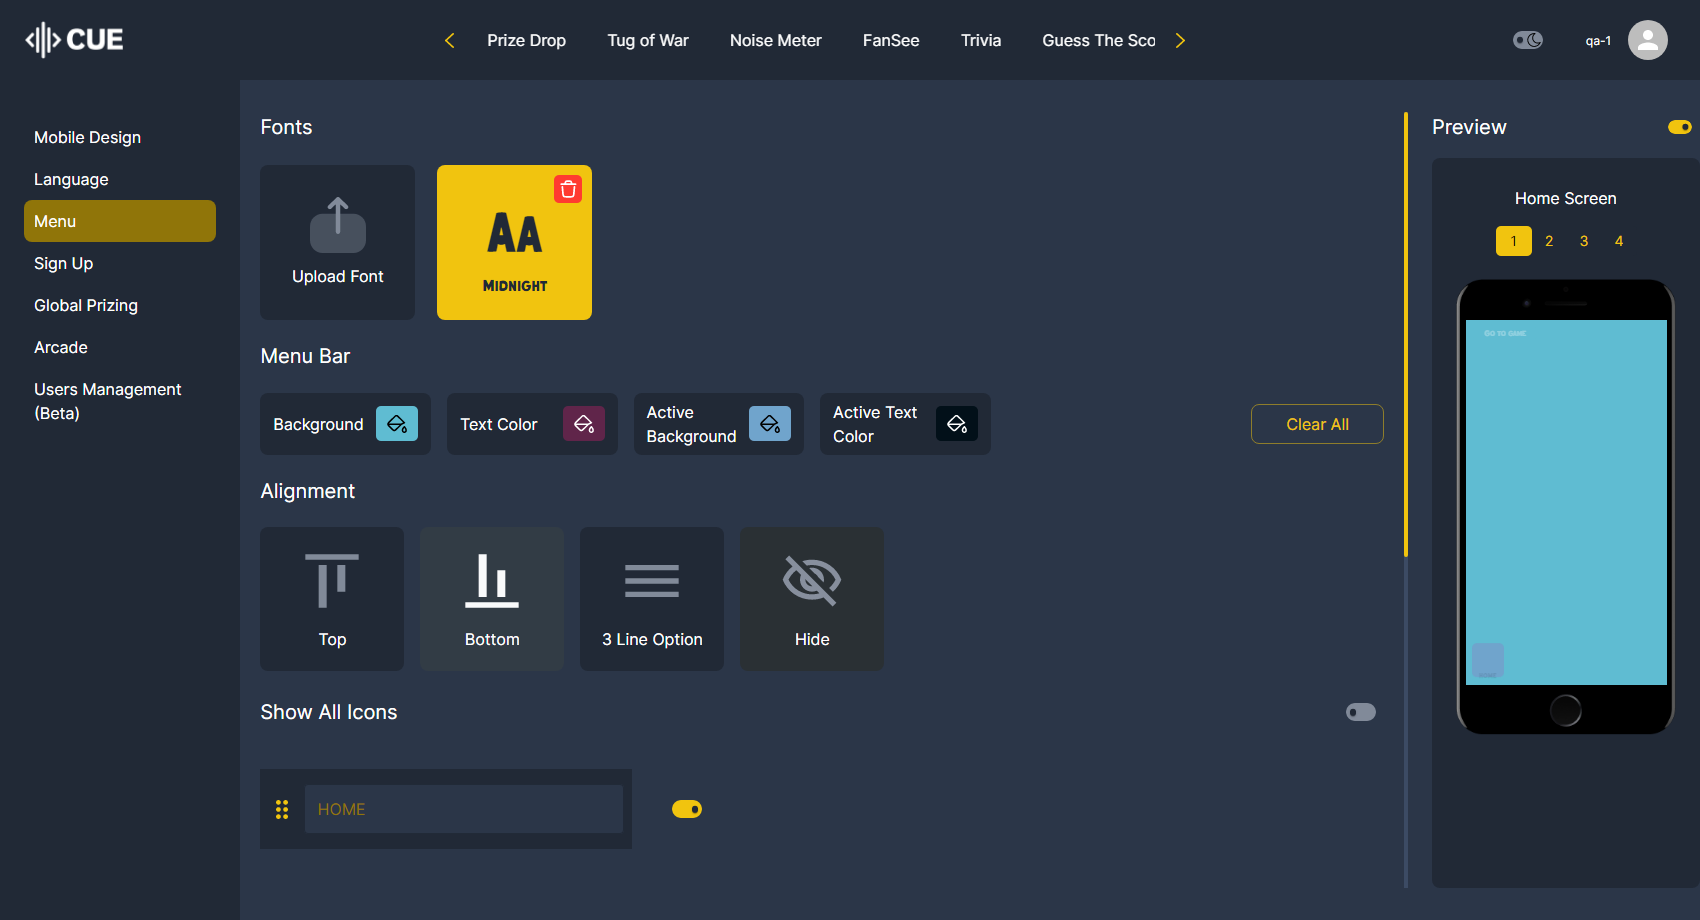 CUE
Prize Drop
Tug of War
Noise Meter
FanSee
Trivia
Guess The Sco
qa-1
Mobile Design
Language
Menu
Sign Up
Global Prizing
Arcade
Users Management
(Beta)
Fonts
Upload Font
AA
MIDNIGHT
Menu Bar
Background
Text Color
Active
Background
Active Text
Color
Clear All
Alignment
Top
Bottom
3 Line Option
Hide
Show All Icons
HOME
Preview
Home Screen
1 2 3 4
GO TO GAME